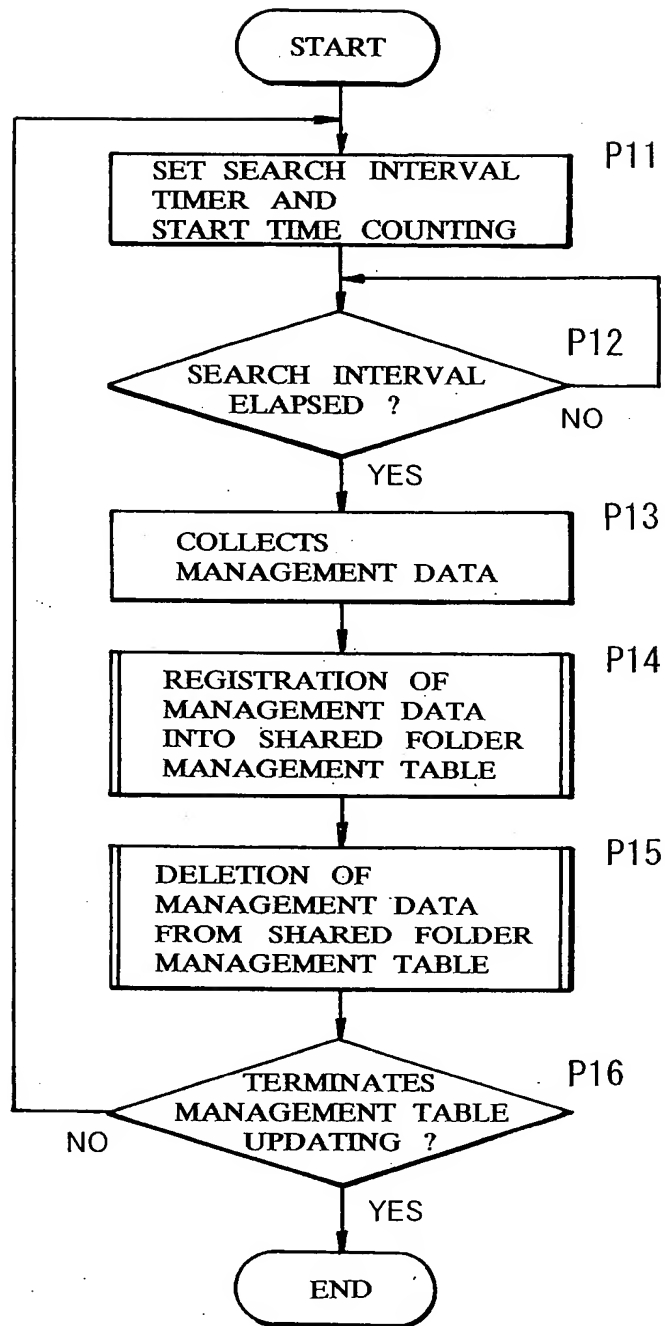 START
P11
SET SEARCH INTERVAL
TIMER AND
START TIME COUNTING
P12
SEARCH INTERVAL
ELAPSED ?
NO
YES
P13
COLLECTS
MANAGEMENT DATA
P14
REGISTRATION OF
MANAGEMENT DATA
INTO SHARED FOLDER
MANAGEMENT TABLE
P15
DELETION OF
MANAGEMENT DATA
FROM SHARED FOLDER
MANAGEMENT TABLE
P16
TERMINATES
MANAGEMENT TABLE
UPDATING ?
NO
YES
END